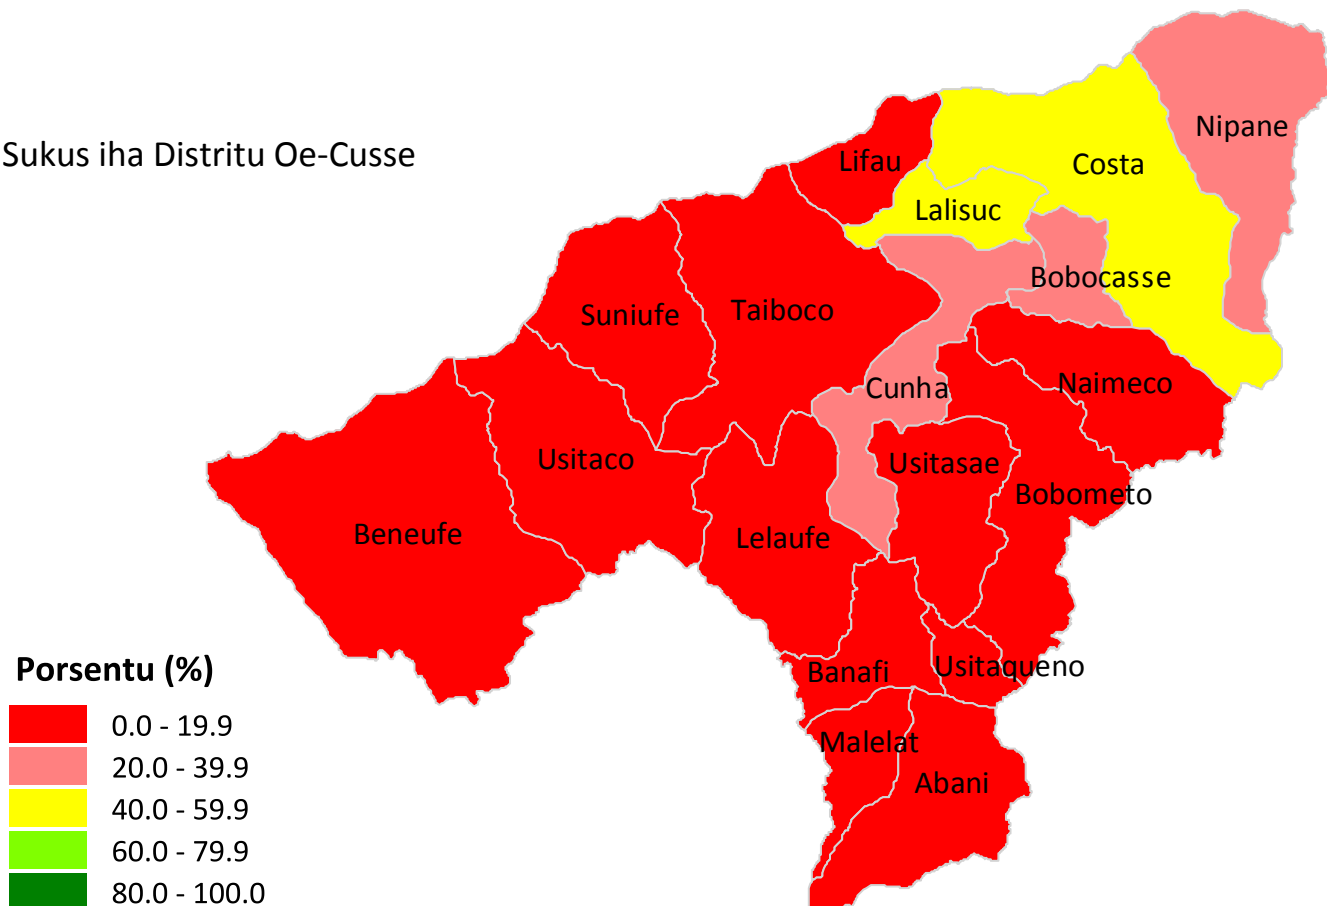 Sukus iha Distritu Oe-Cusse
Nipane
Lifau
Costa
Lalisuc
Bobocasse
Suniufe
Taiboco
Cunha
Naimeco
Usitaco
Usitasae
Bobometo
Beneufe
Lelaufe
Banafi
Usitaqueno
Malelat
Abani
Porsentu (%)
0.0 - 19.9
20.0 - 39.9
40.0 - 59.9
60.0 - 79.9
80.0 - 100.0